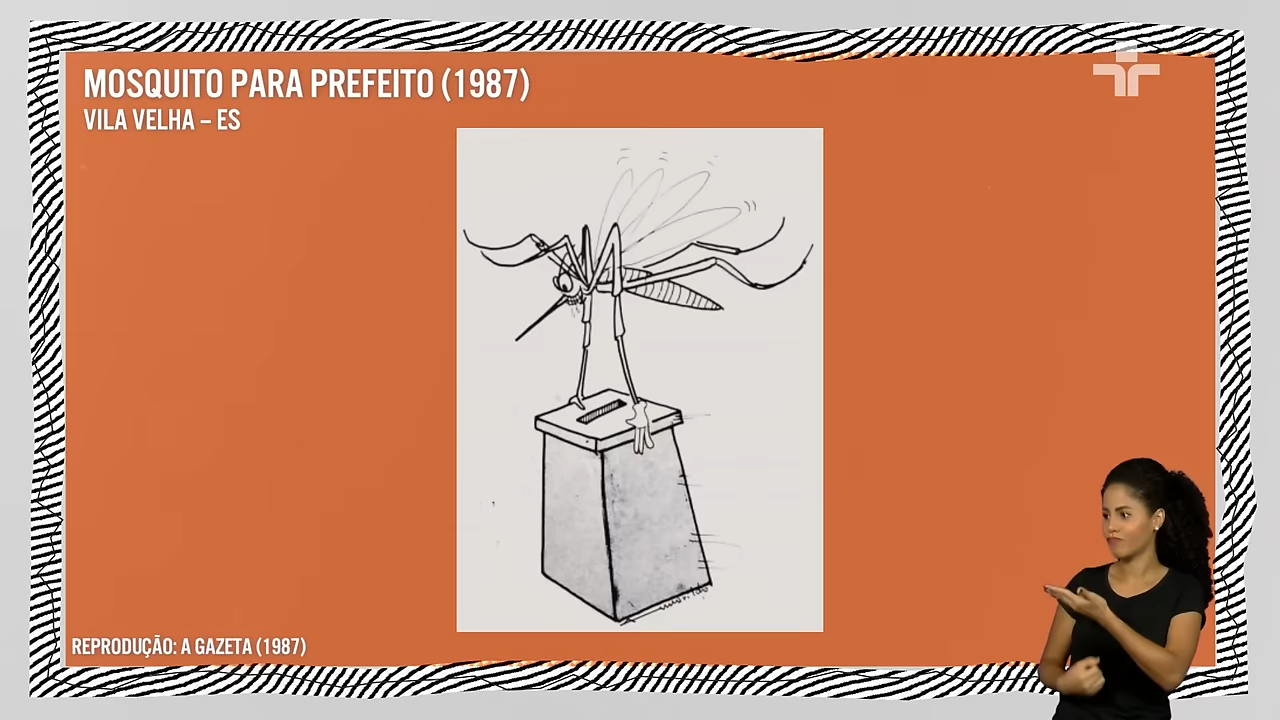 MOSQUITO PARA PREFEITO (1987)
VILA VELHA – ES
REPRODUÇÃO: A GAZETA (1987)